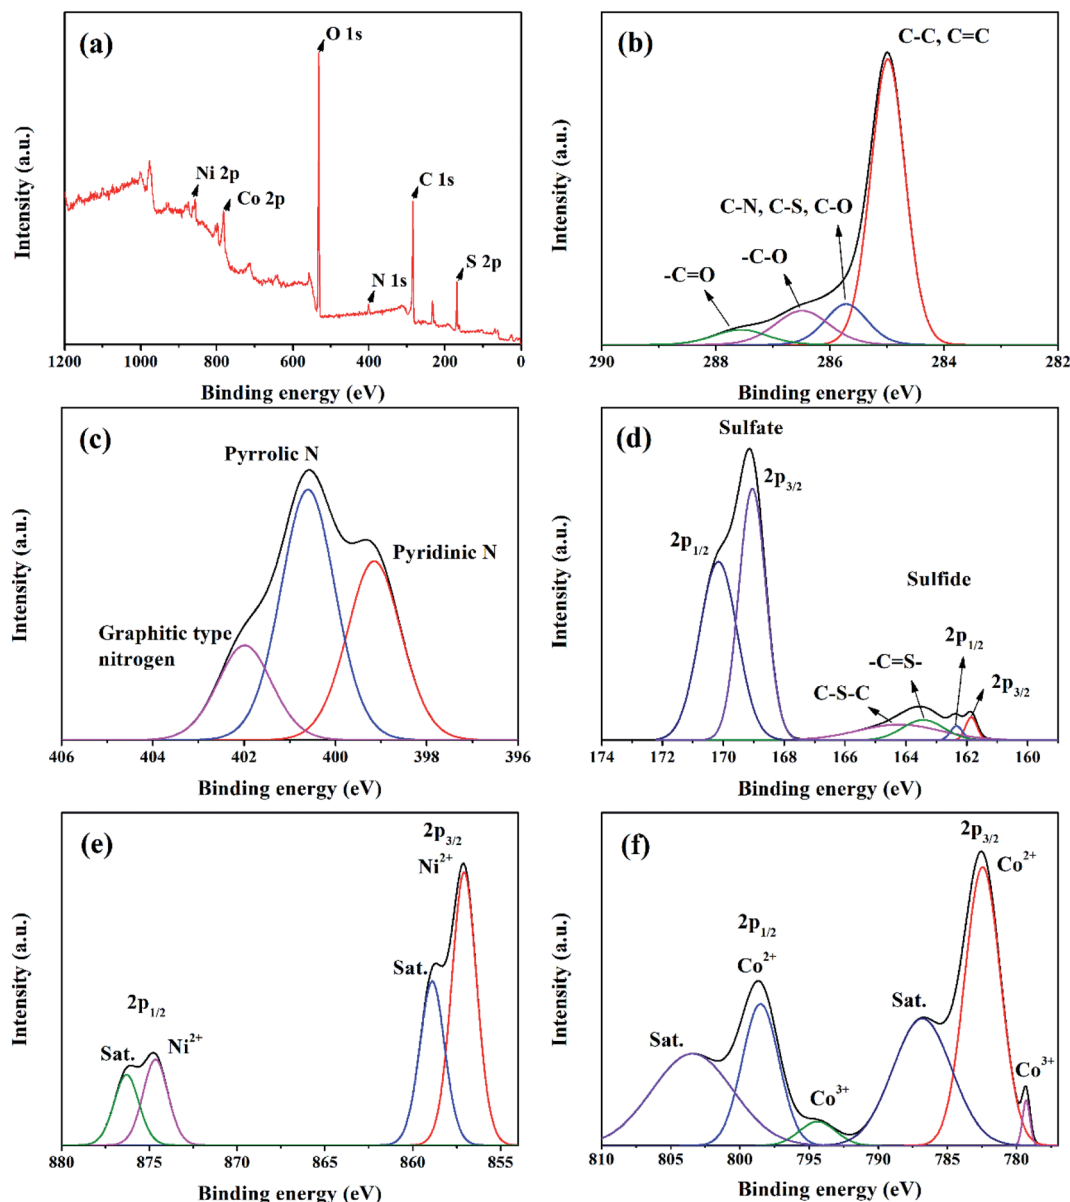 (a)
O 1s
Ni 2p
Co 2p
C 1s
N 1s
S 2p
Intensity (a.u.)
1200 1000 800 600 400 200 0
Binding energy (eV)
(b)
C-C, C=C
C-N, C-S, C-O
-C-O
-C=O
Intensity (a.u.)
290 288 286 284 282
Binding energy (eV)
(c)
Pyrrolic N
Pyridinic N
Graphitic type
nitrogen
Intensity (a.u.)
406 404 402 400 398 396
Binding energy (eV)
(d)
Sulfate
2p3/2
2p1/2
Sulfide
2p1/2
-C=S-
2p3/2
C-S-C
Intensity (a.u.)
174 172 170 168 166 164 162 160
Binding energy (eV)
(e)
2p3/2
Ni2+
Sat.
2p1/2
Sat.
Ni2+
Intensity (a.u.)
880 875 870 865 860 855
Binding energy (eV)
(f)
2p3/2
Co2+
2p1/2
Co2+
Sat.
Sat.
Co3+
Co3+
Intensity (a.u.)
810 805 800 795 790 785 780
Binding energy (eV)